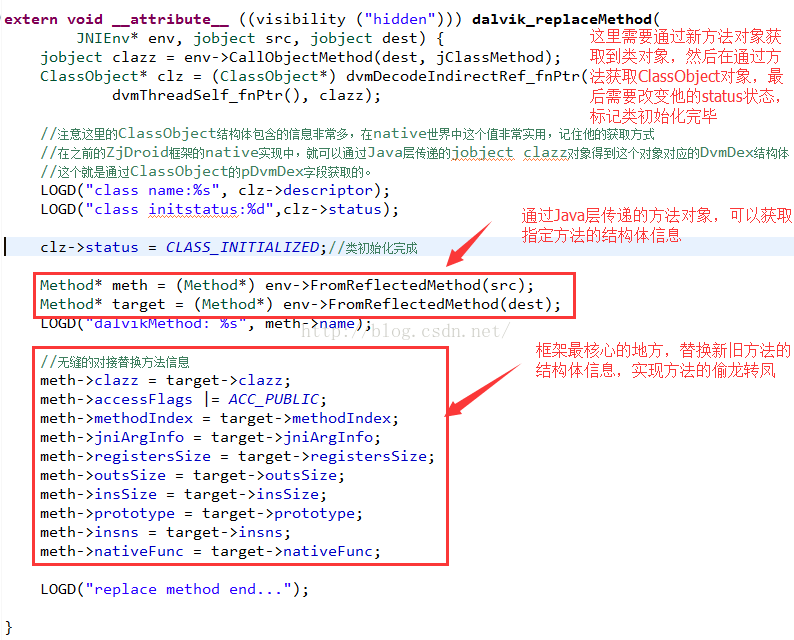 extern void __attribute__ ((visibility ("hidden"))) dalvik_replaceMethod(
JNIEnv* env, jobject src, jobject dest) {
jobject clazz = env->CallObjectMethod(dest, jClassMethod);
ClassObject* clz = (ClassObject*) dvmDecodeIndirectRef_fnPtr(
dvmThreadSelf_fnPtr(), clazz);
这里需要通过新方法对象获
取到类对象，然后在通过方
法获取ClassObject对象，最
后需要改变他的status状态，
标记类初始化完毕
//注意这里的ClassObject结构体包含的信息非常多，在native世界中这个值非常实用，记住他的获取方式
//在之前的ZjDroid框架的native实现中，就可以通过Java层传递的jobject clazz对象得到这个对象对应的DvmDex结构体
//这个就是通过ClassObject的pDvmDex字段获取的。
LOGD("class name:%s", clz->descriptor);
LOGD("class initstatus:%d",clz->status);
通过Java层传递的方法对象，可以获取
指定方法的结构体信息
clz->status = CLASS_INITIALIZED;//类初始化完成
Method* meth = (Method*) env->FromReflectedMethod(src);
Method* target = (Method*) env->FromReflectedMethod(dest);
LOGD("dalvikMethod: %s", meth->name);
http://blog.csdn.net/
框架最核心的地方，替换新旧方法的
结构体信息，实现方法的偷龙转凤
//无缝的对接替换方法信息
meth->clazz = target->clazz;
meth->accessFlags |= ACC_PUBLIC;
meth->methodIndex = target->methodIndex;
meth->jniArgInfo = target->jniArgInfo;
meth->registersSize = target->registersSize;
meth->outsSize = target->outsSize;
meth->insSize = target->insSize;
meth->prototype = target->prototype;
meth->insns = target->insns;
meth->nativeFunc = target->nativeFunc;
LOGD("replace method end...");
}